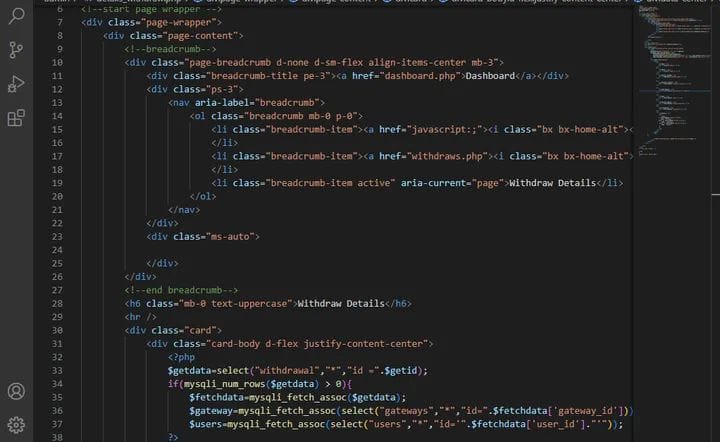 6 <!--start page wrapper -->
7 <div class="page-wrapper">
8 <div class="page-content">
9 <!--breadcrumb-->
10 <div class="page-breadcrumb d-none d-sm-flex align-items-center mb-3">
11 <div class="breadcrumb-title pe-3"><a href="dashboard.php">Dashboard</a></div>
12 <div class="ps-3">
13 <nav aria-label="breadcrumb">
14 <ol class="breadcrumb mb-0 p-0">
15 <li class="breadcrumb-item"><a href="javascript:;"><i class="bx bx-home-alt"><
16 </li>
17 <li class="breadcrumb-item"><a href="withdraws.php"><i class="bx bx-home-alt">
18 </li>
19 <li class="breadcrumb-item active" aria-current="page">Withdraw Details</li>
20 </ol>
21 </nav>
22 </div>
23 <div class="ms-auto">
24
25 </div>
26 </div>
27 <!--end breadcrumb-->
28 <h6 class="mb-0 text-uppercase">Withdraw Details</h6>
29 <hr />
30 <div class="card">
31 <div class="card-body d-flex justify-content-center">
32 <?php
33 $getdata=select("withdrawal","*","id =".$getid);
34 if(mysqli_num_rows($getdata) > 0){
35 $fetchdata=mysqli_fetch_assoc($getdata);
36 $gateway=mysqli_fetch_assoc(select("gateways","*","id=".$fetchdata['gateway_id']))
37 $users=mysqli_fetch_assoc(select("users","*","id='".$fetchdata['user_id']."'"));
38 ?>